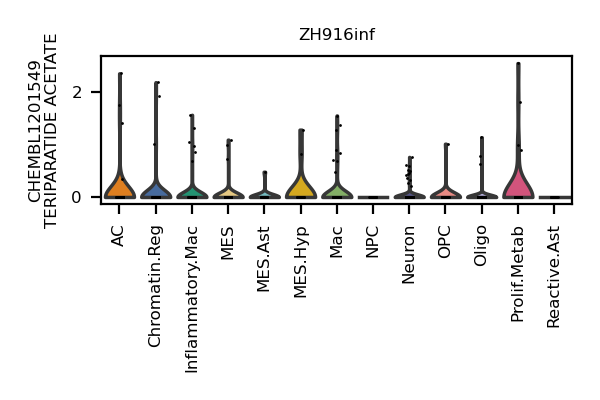 ZH916inf
CHEMBL1201549
TERIPARATIDE ACETATE
2
0
AC
Chromatin.Reg
Inflammatory.Mac
MES
MES.Ast
MES.Hyp
Mac
NPC
Neuron
OPC
Oligo
Prolif.Metab
Reactive.Ast